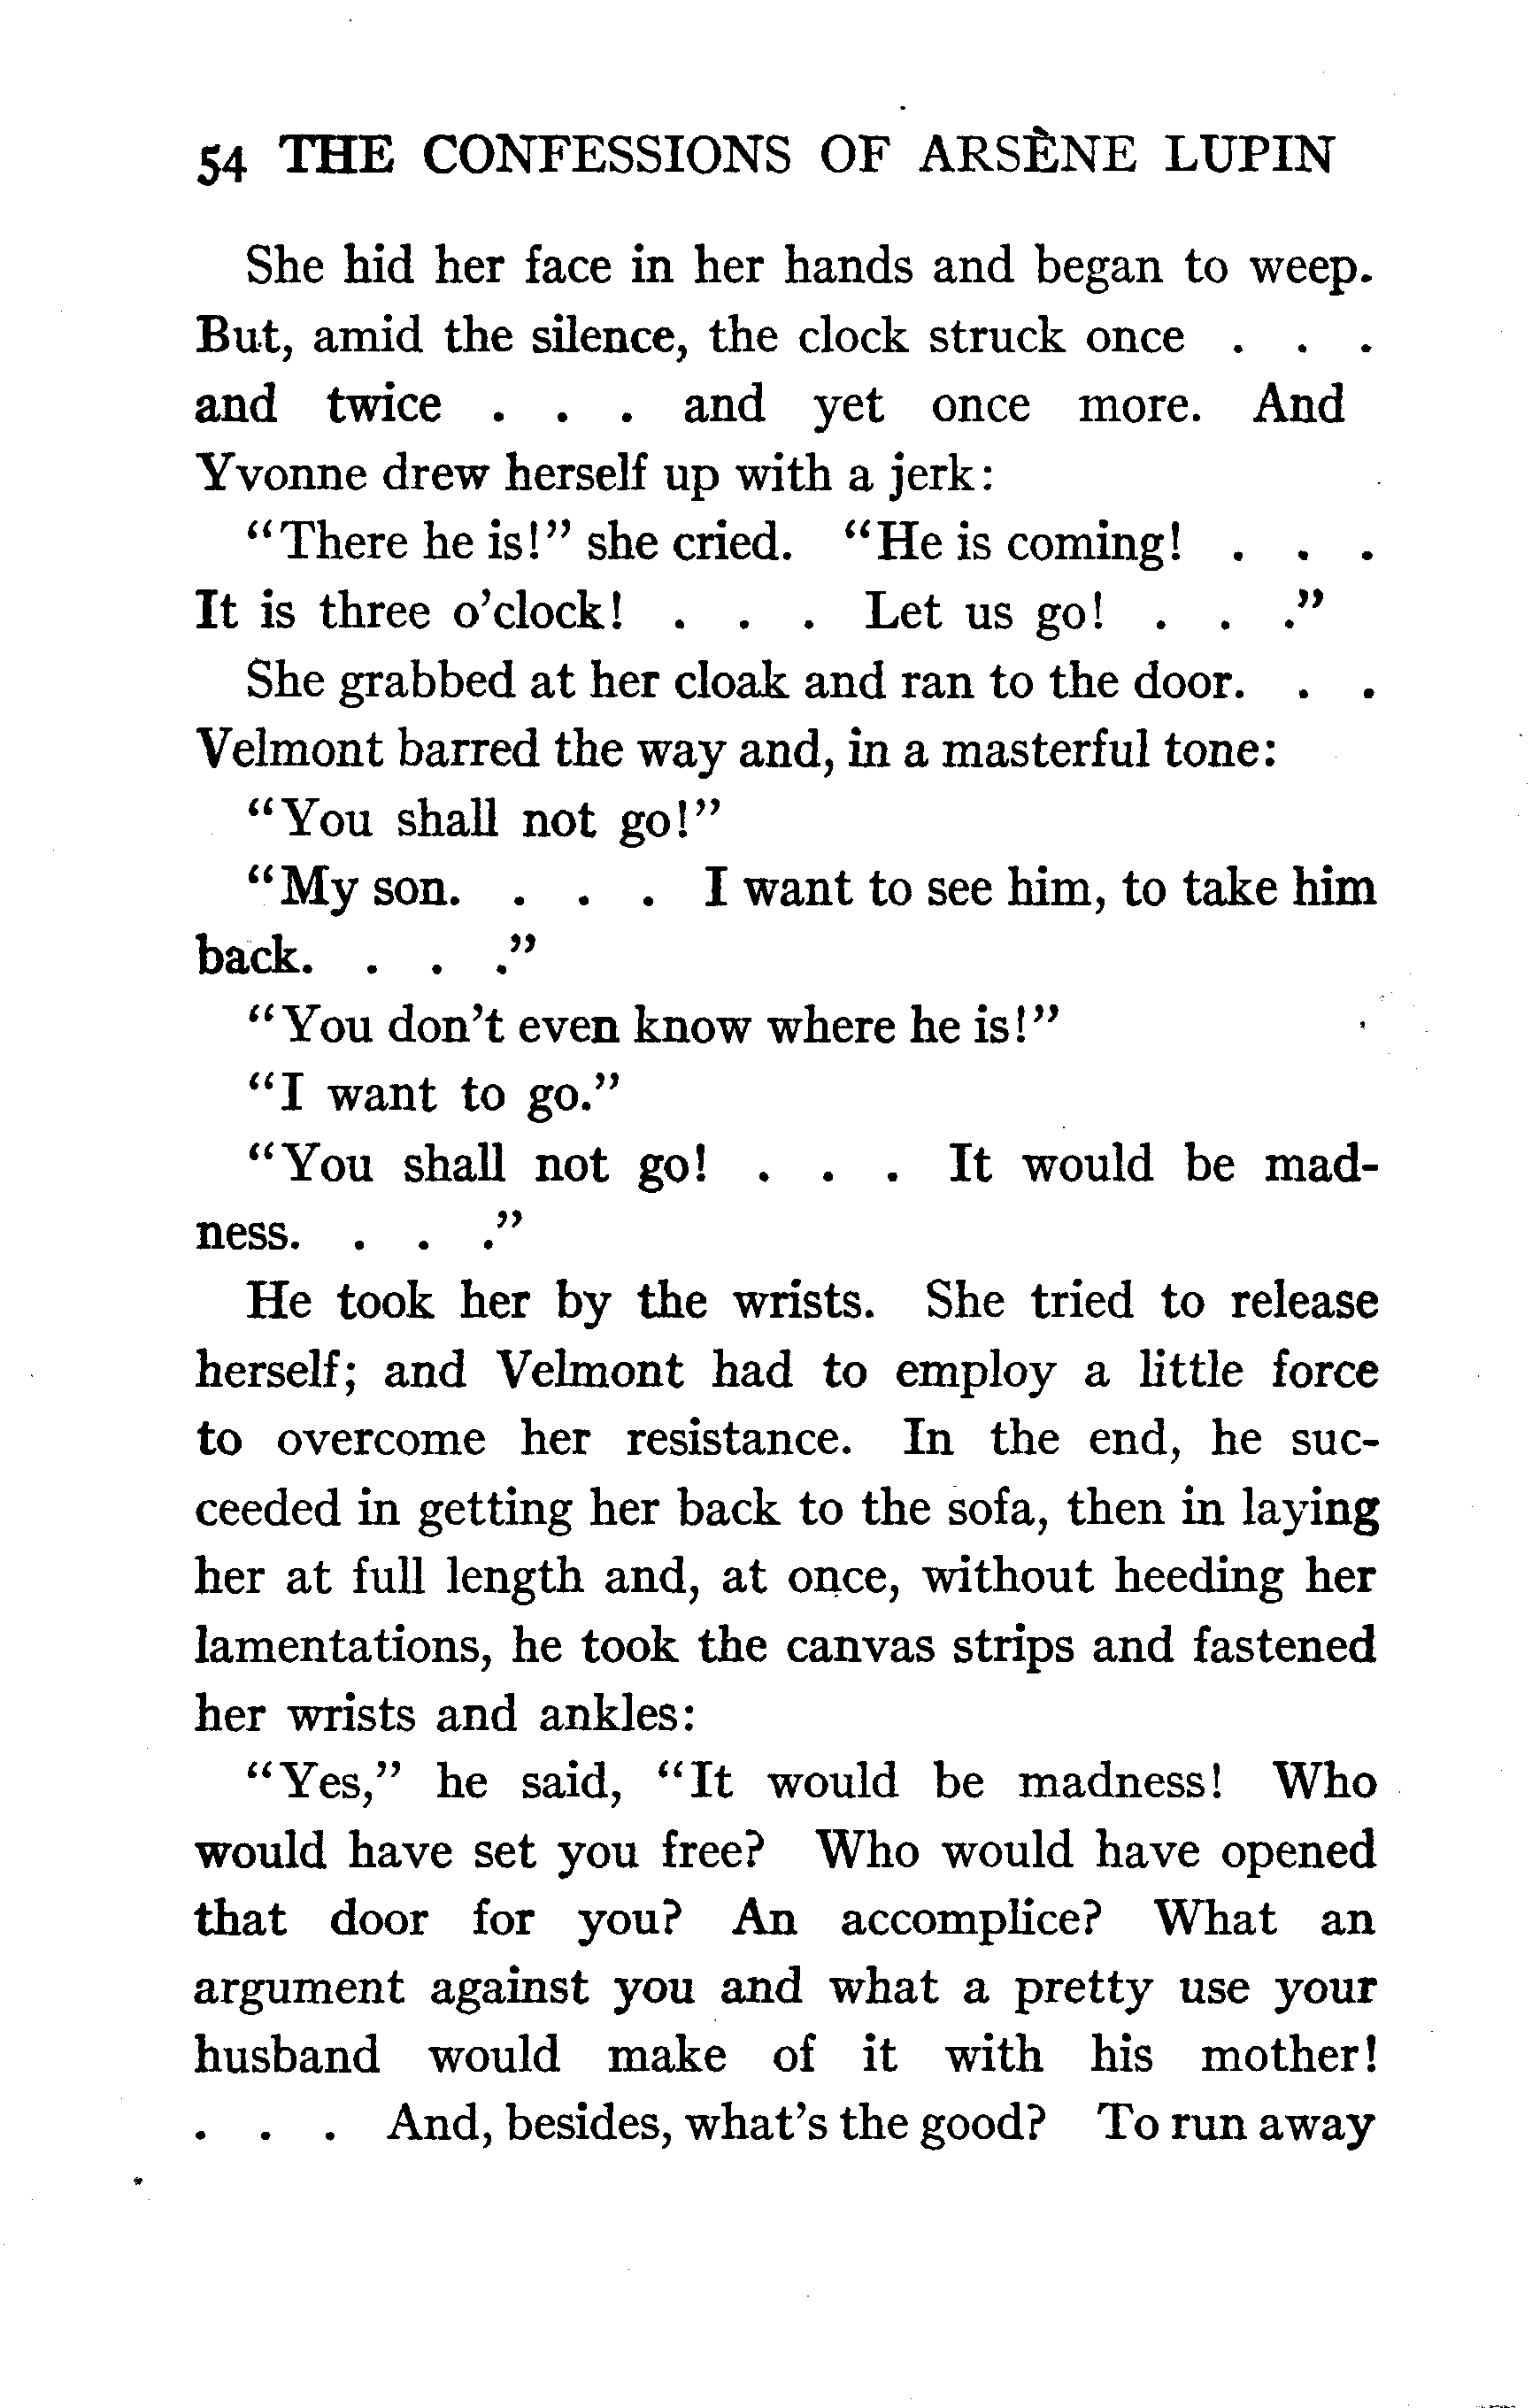 54 THE CONFESSIONS OF ARSÈNE LUPIN
She hid her face in her hands and began to weep.
But, amid the silence, the clock struck once . . .
and twice . . . and yet once more. And
Yvonne drew herself up with a jerk:
“There he is!” she cried. “He is coming! . . .
It is three o’clock! . . . Let us go! . . .”
She grabbed at her cloak and ran to the door. . .
Velmont barred the way and, in a masterful tone:
“You shall not go!”
“My son. . . . I want to see him, to take him
back. . . .”
“You don’t even know where he is!”
“I want to go.”
“You shall not go! . . . It would be mad-
ness. . . .”
He took her by the wrists. She tried to release
herself; and Velmont had to employ a little force
to overcome her resistance. In the end, he suc-
ceeded in getting her back to the sofa, then in laying
her at full length and, at once, without heeding her
lamentations, he took the canvas strips and fastened
her wrists and ankles:
“Yes,” he said, “It would be madness! Who
would have set you free? Who would have opened
that door for you? An accomplice? What an
argument against you and what a pretty use your
husband would make of it with his mother!
. . . And, besides, what’s the good? To run away